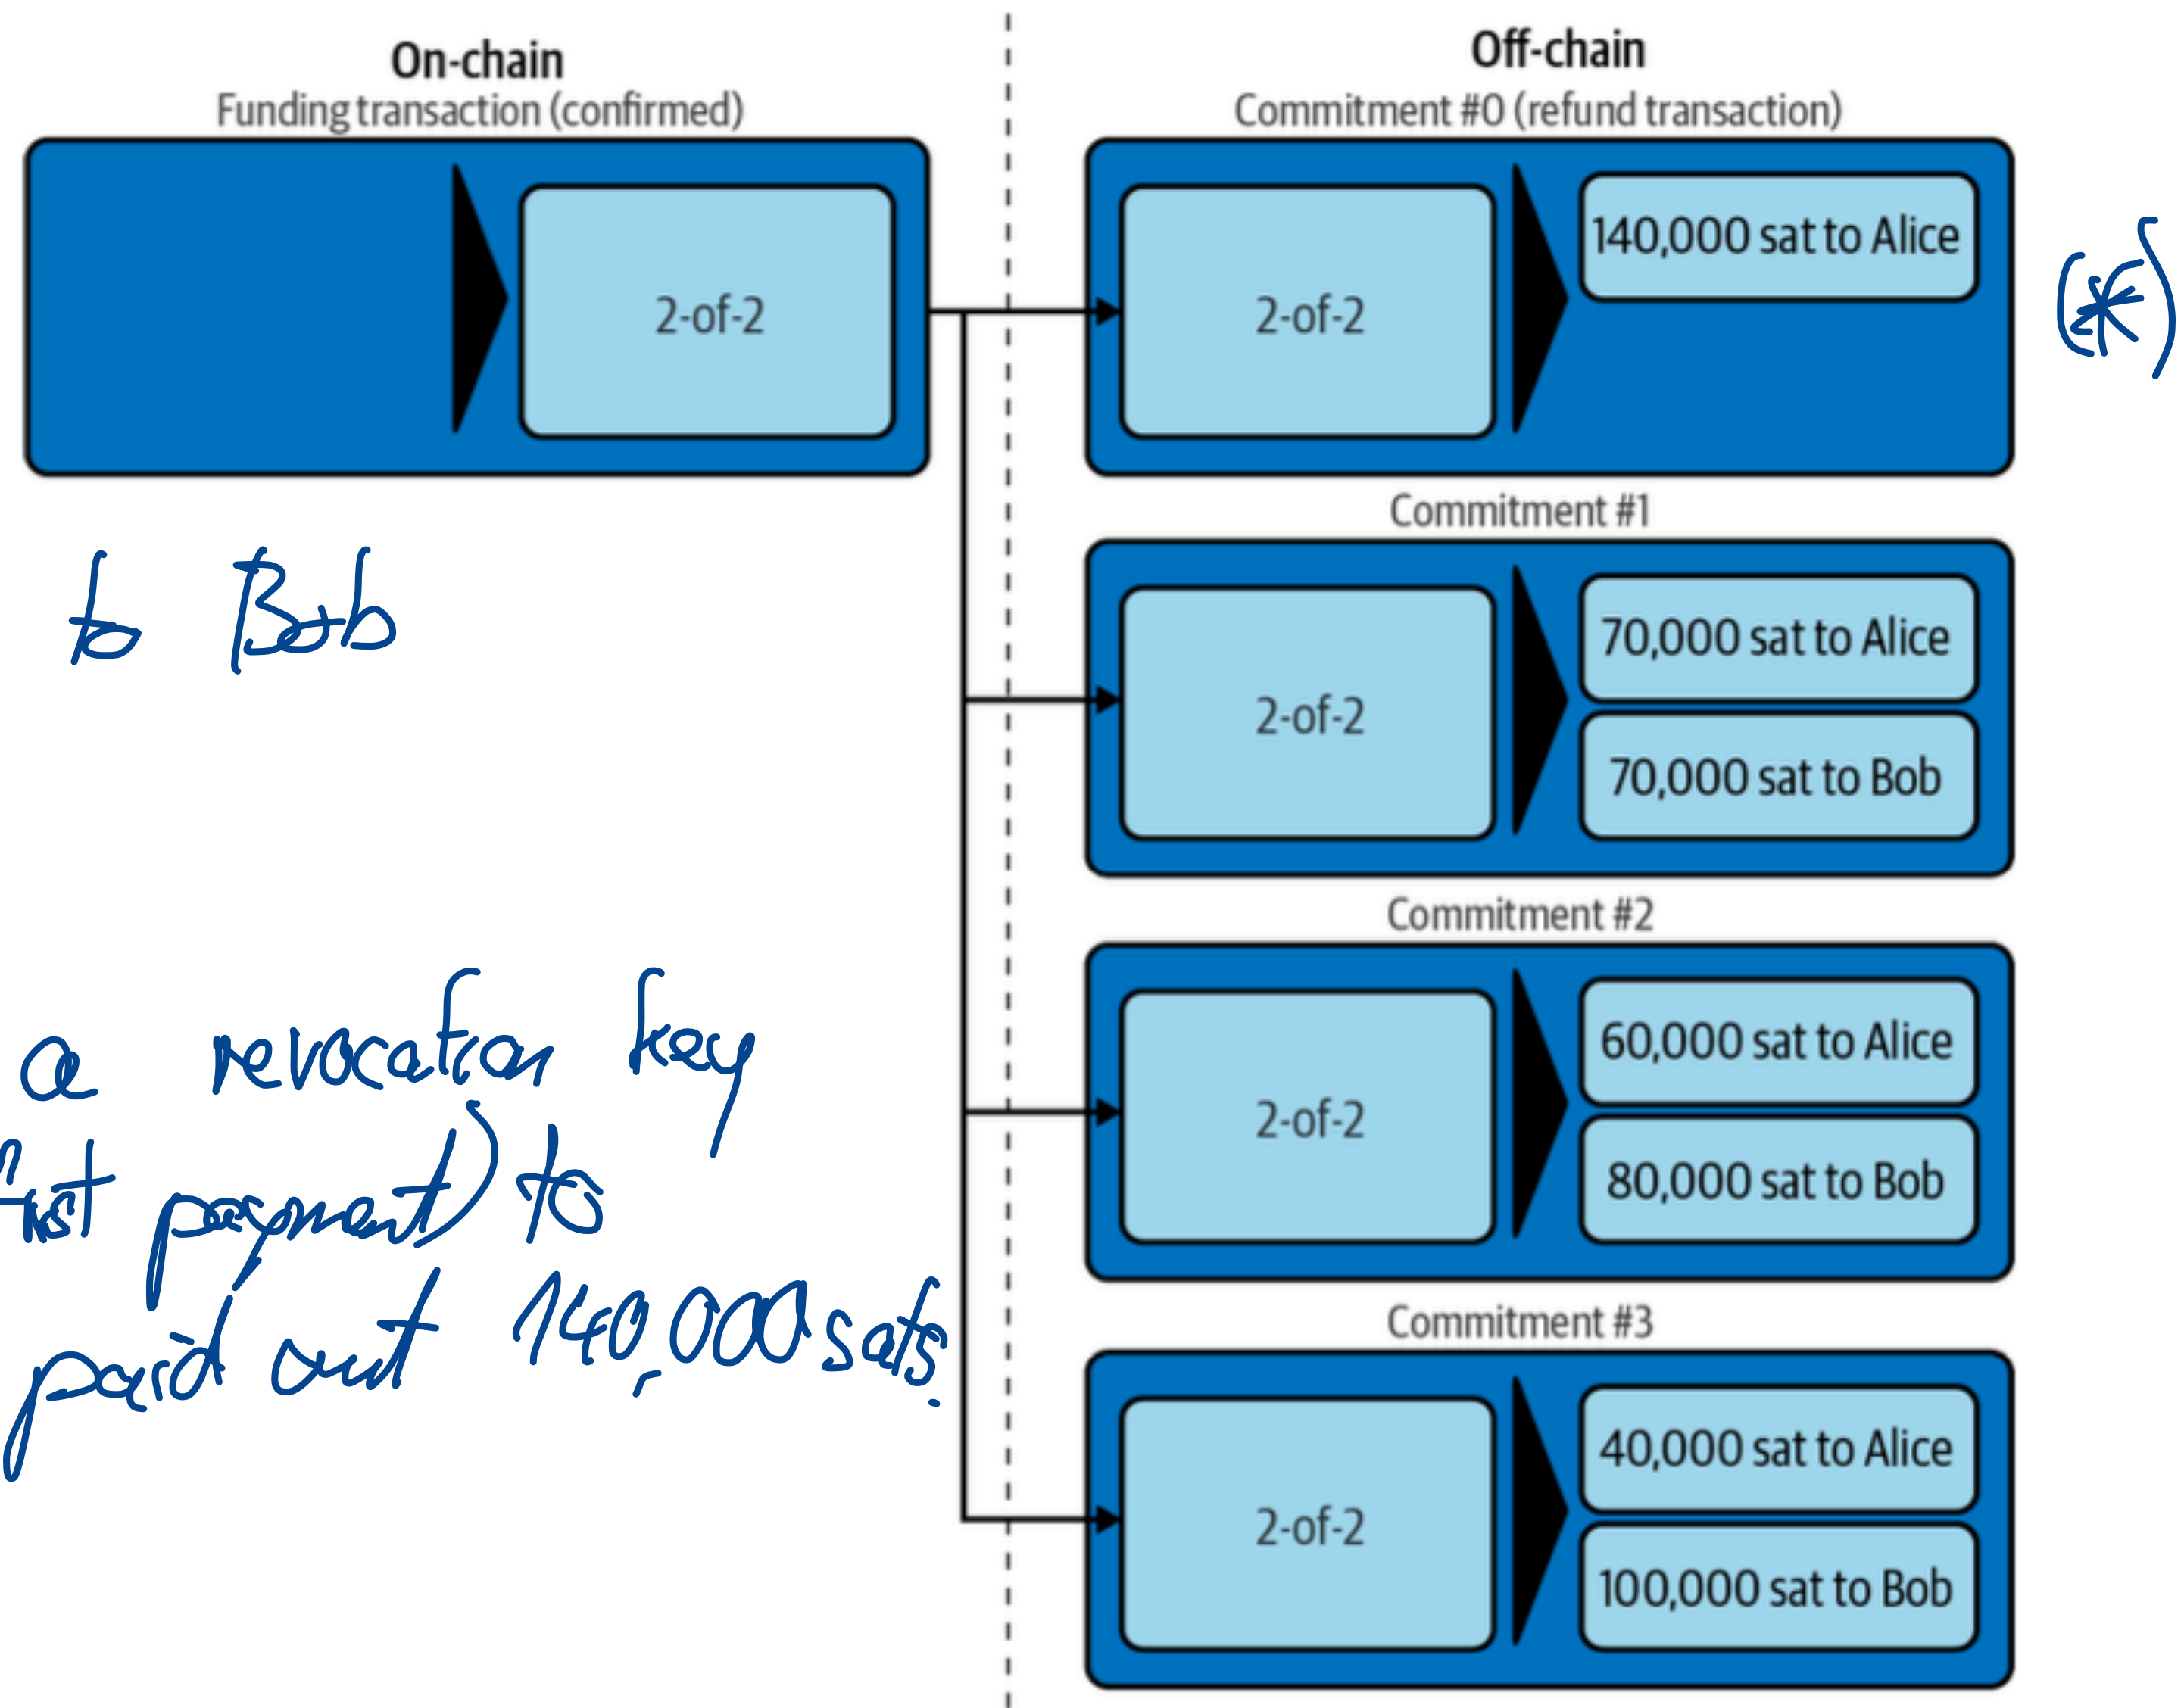 On-chain
Funding transaction (confirmed)
2-of-2
to Bob
a revocation key
first payment) to
paid out 140,000 sats.
Off-chain
Commitment #0 (refund transaction)
2-of-2
140,000 sat to Alice
(*)
Commitment #1
2-of-2
70,000 sat to Alice
70,000 sat to Bob
Commitment #2
2-of-2
60,000 sat to Alice
80,000 sat to Bob
Commitment #3
2-of-2
40,000 sat to Alice
100,000 sat to Bob